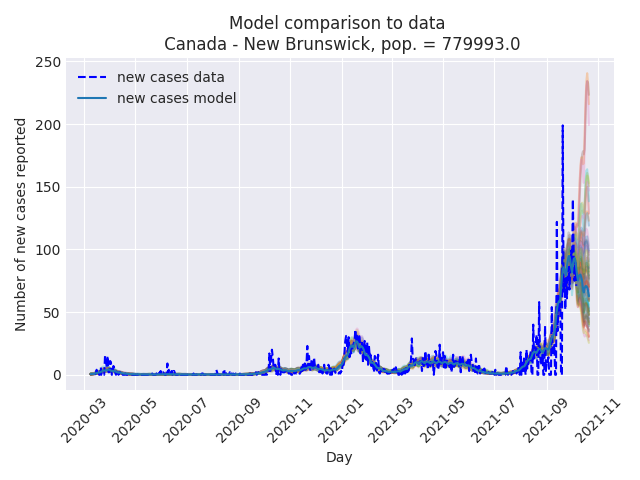 Model comparison to data
Canada - New Brunswick, pop. = 779993.0
250
200
150
100
50
0
Number of new cases reported
new cases data
new cases model
2020-03
2020-05
2020-07
2020-09
2020-11
2021-01
2021-03
2021-05
2021-07
2021-09
2021-11
Day